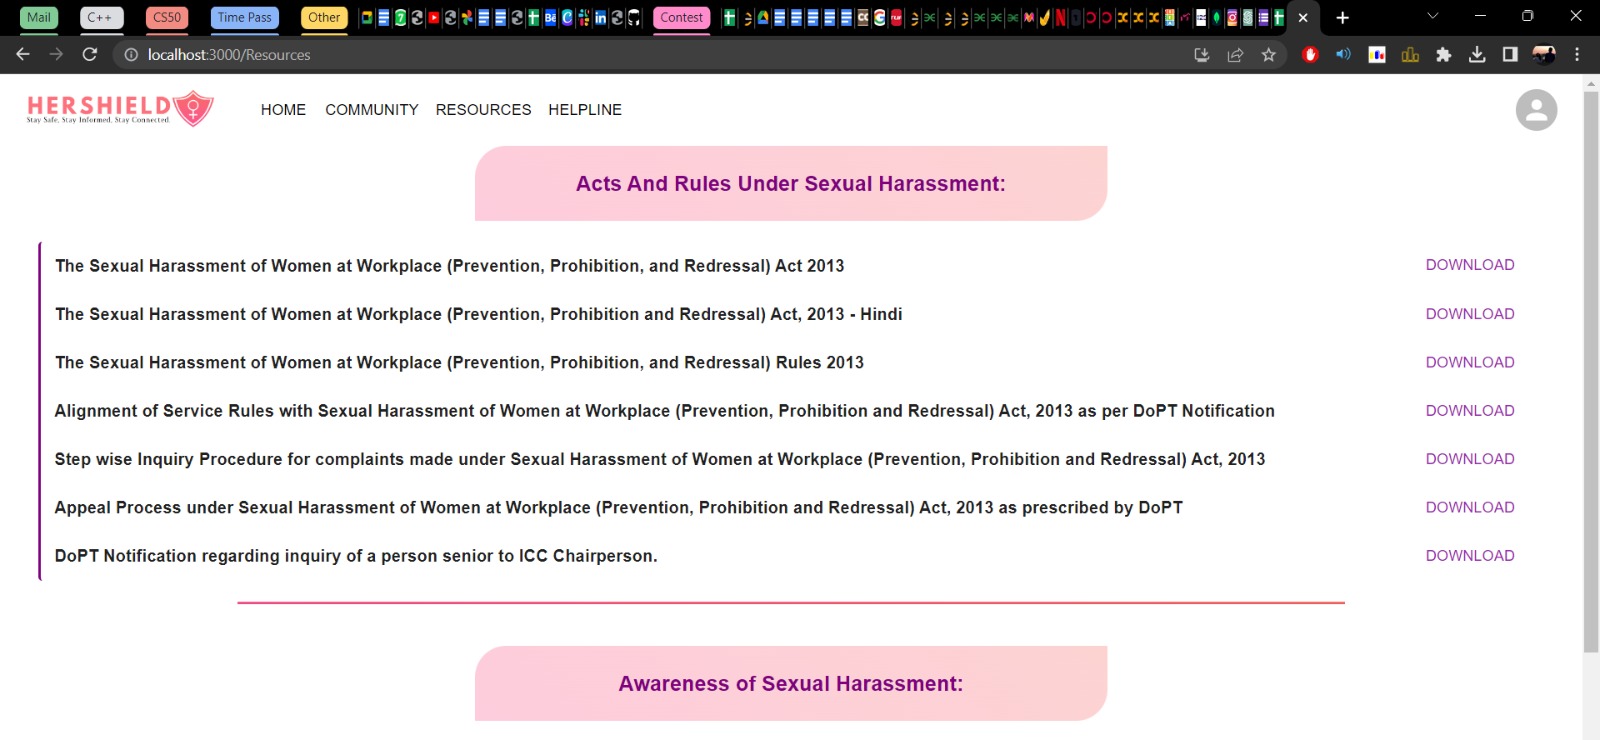 Mail C++ CS50 Time Pass Other Contest
localhost:3000/Resources
HERSHIELD
Stay Safe, Stay Informed, Stay Connected.
HOME COMMUNITY RESOURCES HELPLINE
Acts And Rules Under Sexual Harassment:
The Sexual Harassment of Women at Workplace (Prevention, Prohibition, and Redressal) Act 2013 DOWNLOAD
The Sexual Harassment of Women at Workplace (Prevention, Prohibition and Redressal) Act, 2013 - Hindi DOWNLOAD
The Sexual Harassment of Women at Workplace (Prevention, Prohibition, and Redressal) Rules 2013 DOWNLOAD
Alignment of Service Rules with Sexual Harassment of Women at Workplace (Prevention, Prohibition and Redressal) Act, 2013 as per DoPT Notification DOWNLOAD
Step wise Inquiry Procedure for complaints made under Sexual Harassment of Women at Workplace (Prevention, Prohibition and Redressal) Act, 2013 DOWNLOAD
Appeal Process under Sexual Harassment of Women at Workplace (Prevention, Prohibition and Redressal) Act, 2013 as prescribed by DoPT DOWNLOAD
DoPT Notification regarding inquiry of a person senior to ICC Chairperson. DOWNLOAD
Awareness of Sexual Harassment: